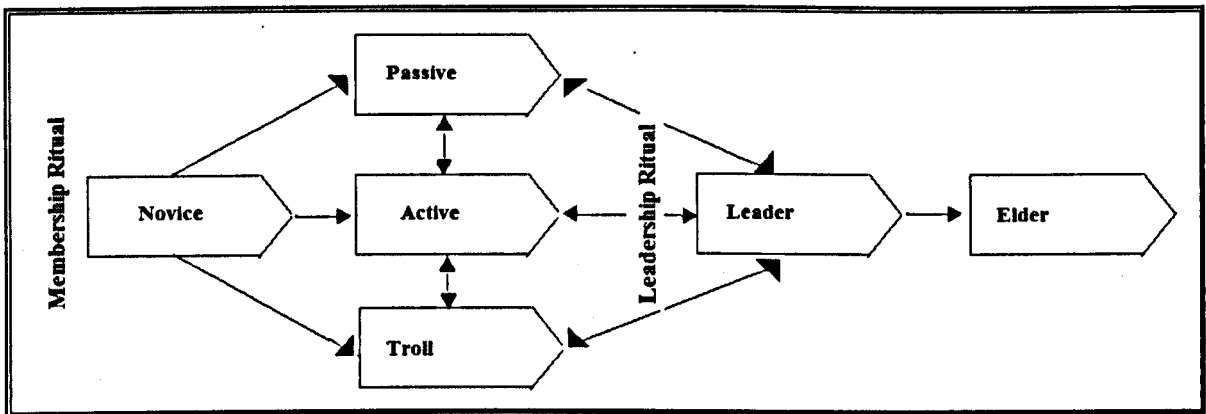 Membership Ritual
Novice
Passive
Active
Troll
Leadership Ritual
Leader
Elder